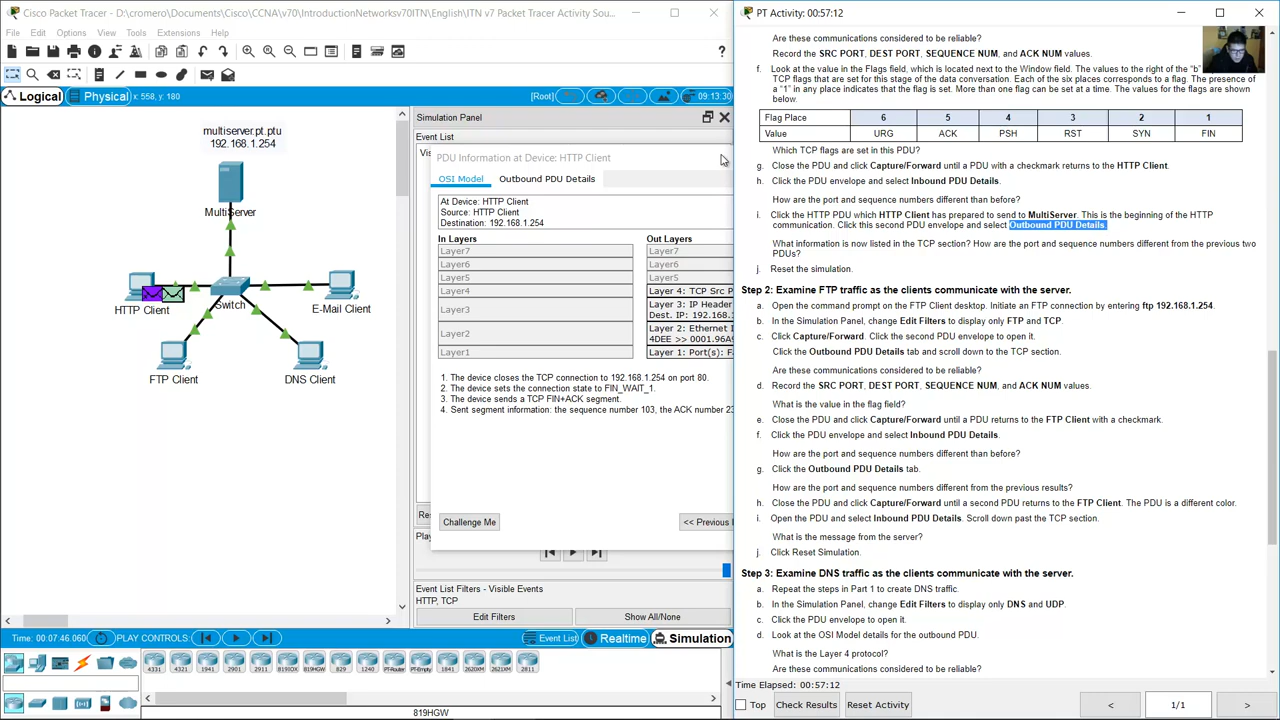 Cisco Packet Tracer - D:\cromero\Documents\Cisco\CCNA\v70\IntroductionNetworksv70ITN\English\ITN v7 Packet Tracer Activity Sou...
File Edit Options View Tools Extensions Help
Logical Physical x: 558, y: 180 [Root] 09:13:30
multiserver.pt.ptu
192.168.1.254
MultiServer
HTTP Client
Switch
E-Mail Client
FTP Client
DNS Client
Simulation Panel
Event List
Vis
PDU Information at Device: HTTP Client
OSI Model Outbound PDU Details
At Device: HTTP Client
Source: HTTP Client
Destination: 192.168.1.254
In Layers Out Layers
Layer7 Layer7
Layer6 Layer6
Layer5 Layer5
Layer4 Layer 4: TCP Src P
Layer3 Layer 3: IP Header
Dest. IP: 192.168.1
Layer2 Layer 2: Ethernet I
4DEE >> 0001.96A9
Layer1 Layer 1: Port(s): Fa
1. The device closes the TCP connection to 192.168.1.254 on port 80.
2. The device sets the connection state to FIN_WAIT_1.
3. The device sends a TCP FIN+ACK segment.
4. Sent segment information: the sequence number 103, the ACK number 23
Challenge Me << Previous
Res
Play
Event List Filters - Visible Events
HTTP, TCP
Edit Filters Show All/None
Time: 00:07:46.060 PLAY CONTROLS: Event List Realtime Simulation
4331 4321 1941 2901 2911 819IOX 819HGW 829 1240 PT-Router PT-Empty 1841 2620XM 2621XM 2811
819HGW
PT Activity: 00:57:12
Are these communications considered to be reliable?
Record the SRC PORT, DEST PORT, SEQUENCE NUM, and ACK NUM values.
f. Look at the value in the Flags field, which is located next to the Window field. The values to the right of the "b"
TCP flags that are set for this stage of the data conversation. Each of the six places corresponds to a flag. The presence of
a "1" in any place indicates that the flag is set. More than one flag can be set at a time. The values for the flags are shown
below.
Flag Place 6 5 4 3 2 1
Value URG ACK PSH RST SYN FIN
Which TCP flags are set in this PDU?
g. Close the PDU and click Capture/Forward until a PDU with a checkmark returns to the HTTP Client.
h. Click the PDU envelope and select Inbound PDU Details.
How are the port and sequence numbers different than before?
i. Click the HTTP PDU which HTTP Client has prepared to send to MultiServer. This is the beginning of the HTTP
communication. Click this second PDU envelope and select Outbound PDU Details.
What information is now listed in the TCP section? How are the port and sequence numbers different from the previous two
PDUs?
j. Reset the simulation.
Step 2: Examine FTP traffic as the clients communicate with the server.
a. Open the command prompt on the FTP Client desktop. Initiate an FTP connection by entering ftp 192.168.1.254.
b. In the Simulation Panel, change Edit Filters to display only FTP and TCP.
c. Click Capture/Forward. Click the second PDU envelope to open it.
Click the Outbound PDU Details tab and scroll down to the TCP section.
Are these communications considered to be reliable?
d. Record the SRC PORT, DEST PORT, SEQUENCE NUM, and ACK NUM values.
What is the value in the flag field?
e. Close the PDU and click Capture/Forward until a PDU returns to the FTP Client with a checkmark.
f. Click the PDU envelope and select Inbound PDU Details.
How are the port and sequence numbers different than before?
g. Click the Outbound PDU Details tab.
How are the port and sequence numbers different from the previous results?
h. Close the PDU and click Capture/Forward until a second PDU returns to the FTP Client. The PDU is a different color.
i. Open the PDU and select Inbound PDU Details. Scroll down past the TCP section.
What is the message from the server?
j. Click Reset Simulation.
Step 3: Examine DNS traffic as the clients communicate with the server.
a. Repeat the steps in Part 1 to create DNS traffic.
b. In the Simulation Panel, change Edit Filters to display only DNS and UDP.
c. Click the PDU envelope to open it.
d. Look at the OSI Model details for the outbound PDU.
What is the Layer 4 protocol?
Are these communications considered to be reliable?
Time Elapsed: 00:57:12
Top Check Results Reset Activity < 1/1 >